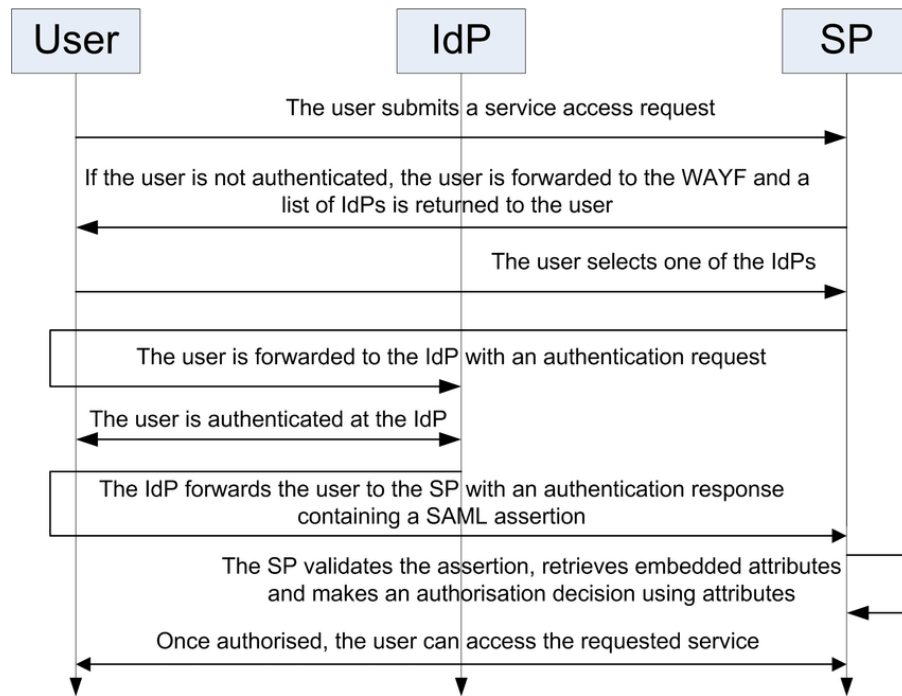 User
IdP
SP
The user submits a service access request
If the user is not authenticated, the user is forwarded to the WAYF and a
list of IdPs is returned to the user
The user selects one of the IdPs
The user is forwarded to the IdP with an authentication request
The user is authenticated at the IdP
The IdP forwards the user to the SP with an authentication response
containing a SAML assertion
The SP validates the assertion, retrieves embedded attributes
and makes an authorisation decision using attributes
Once authorised, the user can access the requested service